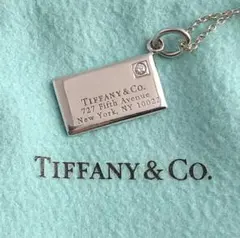 TIFFANY & CO.
727 Fifth Avenue
New York, NY 10022
TIFFANY & CO.